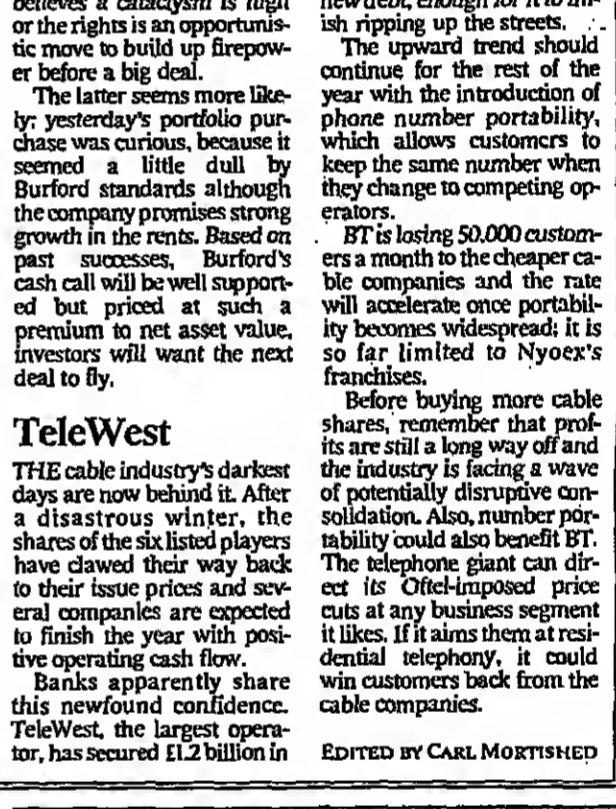 believes a cataclysm is nigh
or the rights is an opportunis-
tic move to build up firepow-
er before a big deal.
The latter seems more like-
ly: yesterday's portfolio pur-
chase was curious, because it
seemed a little dull by
Burford standards although
the company promises strong
growth in the rents. Based on
past successes, Burford's
cash call will be well support-
ed but priced at such a
premium to net asset value,
investors will want the next
deal to fly.
TeleWest
THE cable industry's darkest
days are now behind it. After
a disastrous winter, the
shares of the six listed players
have clawed their way back
to their issue prices and sev-
eral companies are expected
to finish the year with posi-
tive operating cash flow.
Banks apparently share
this newfound confidence.
TeleWest, the largest opera-
tor, has secured £1.2 billion in
new debt, enough for it to fin-
ish ripping up the streets.
The upward trend should
continue for the rest of the
year with the introduction of
phone number portability,
which allows customers to
keep the same number when
they change to competing op-
erators.
BT is losing 50,000 custom-
ers a month to the cheaper ca-
ble companies and the rate
will accelerate once portabil-
ity becomes widespread; it is
so far limited to Nyoex's
franchises.
Before buying more cable
shares, remember that prof-
its are still a long way off and
the industry is facing a wave
of potentially disruptive con-
solidation. Also, number por-
tability could also benefit BT.
The telephone giant can dir-
ect its Oftel-imposed price
cuts at any business segment
it likes. If it aims them at resi-
dential telephony, it could
win customers back from the
cable companies.
EDITED BY CARL MORTISHED